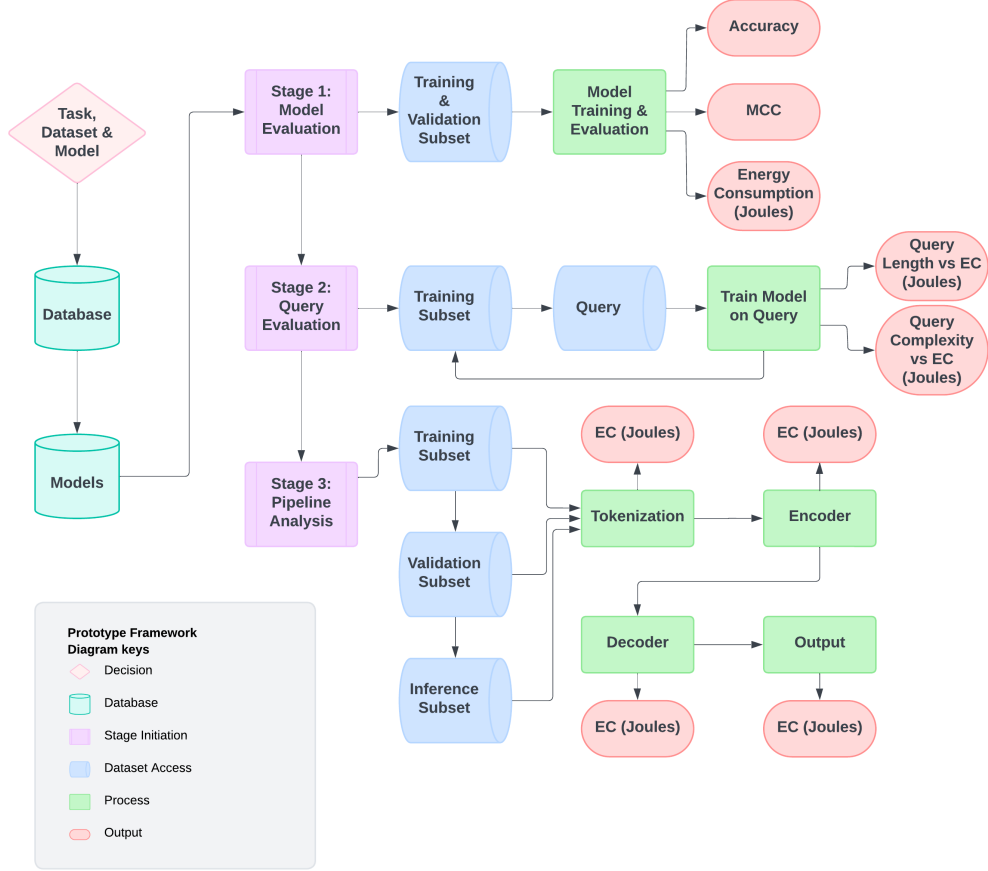 Task,
Dataset &
Model
Database
Models
Stage 1:
Model
Evaluation
Training
&
Validation
Subset
Model
Training &
Evaluation
Accuracy
MCC
Energy
Consumption
(Joules)
Stage 2:
Query
Evaluation
Training
Subset
Query
Train Model
on Query
Query
Length vs EC
(Joules)
Query
Complexity
vs EC
(Joules)
Stage 3:
Pipeline
Analysis
Training
Subset
Validation
Subset
Inference
Subset
EC (Joules)
EC (Joules)
Tokenization
Encoder
Decoder
Output
EC (Joules)
EC (Joules)
Prototype Framework
Diagram keys
Decision
Database
Stage Initiation
Dataset Access
Process
Output